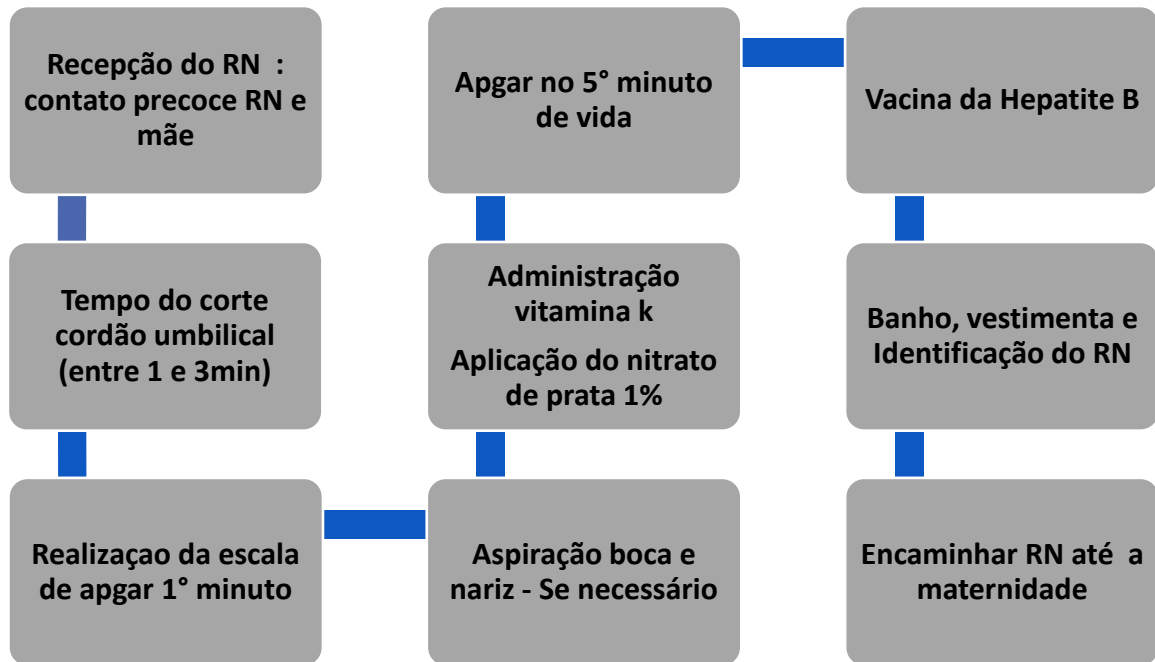 Recepção do RN :
contato precoce RN e
mãe
Tempo do corte
cordão umbilical
(entre 1 e 3min)
Realizaçao da escala
de apgar 1° minuto
Aspiração boca e
nariz - Se necessário
Administração
vitamina k
Aplicação do nitrato
de prata 1%
Apgar no 5° minuto
de vida
Vacina da Hepatite B
Banho, vestimenta e
Identificação do RN
Encaminhar RN até a
maternidade